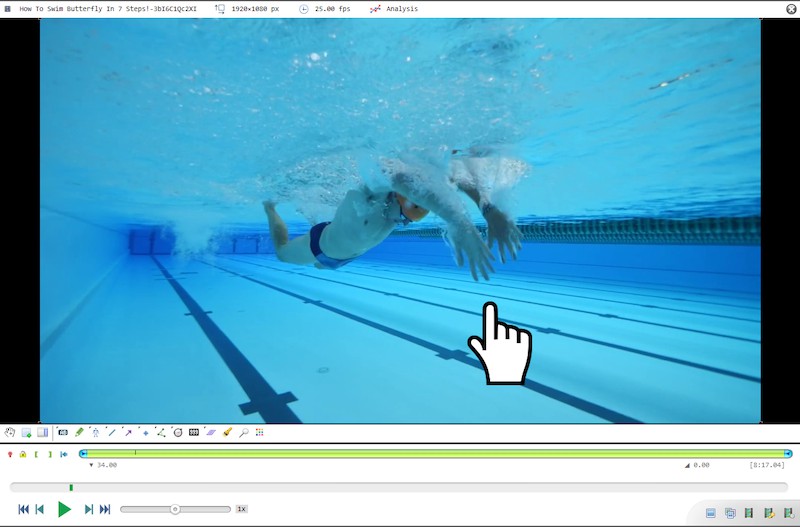 How To Swim Butterfly In 7 Steps!-3bI6C1Qc2XI 1920×1080 px 25.00 fps Analysis
34.00 0.00 [8:17.04]
1x